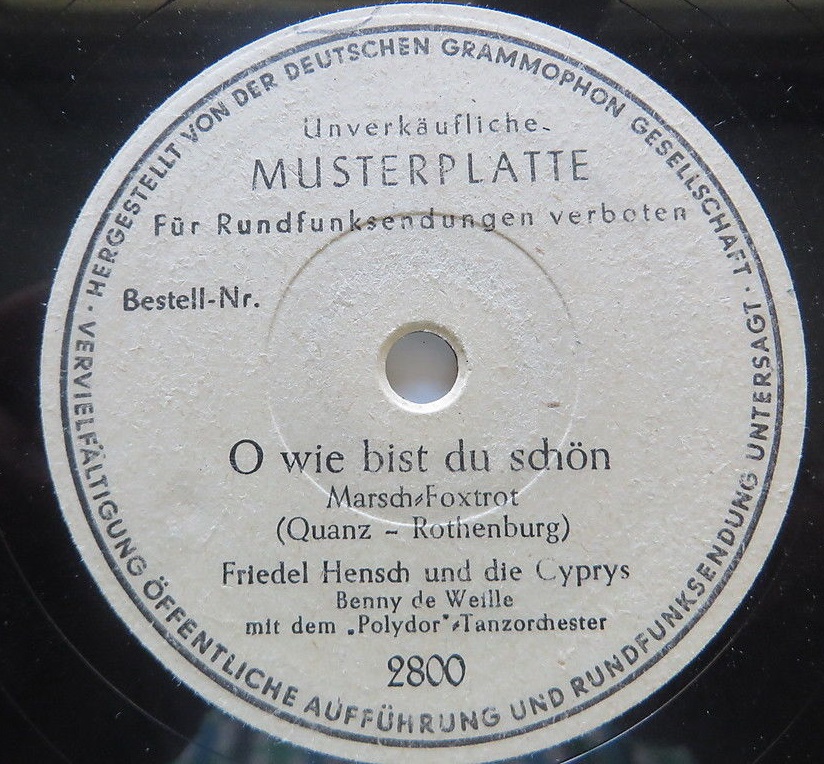 · HERGESTELLT VON DER DEUTSCHEN GRAMMOPHON GESELLSCHAFT · VERVIELFÄLTIGUNG ÖFFENTLICHE AUFFÜHRUNG UND RUNDFUNKSENDUNG UNTERSAGT
Unverkäufliche
MUSTERPLATTE
Für Rundfunksendungen verboten
Bestell-Nr.
O wie bist du schön
Marsch-Foxtrot
(Quanz – Rothenburg)
Friedel Hensch und die Cyprys
Benny de Weille
mit dem „Polydor"-Tanzorchester
2800